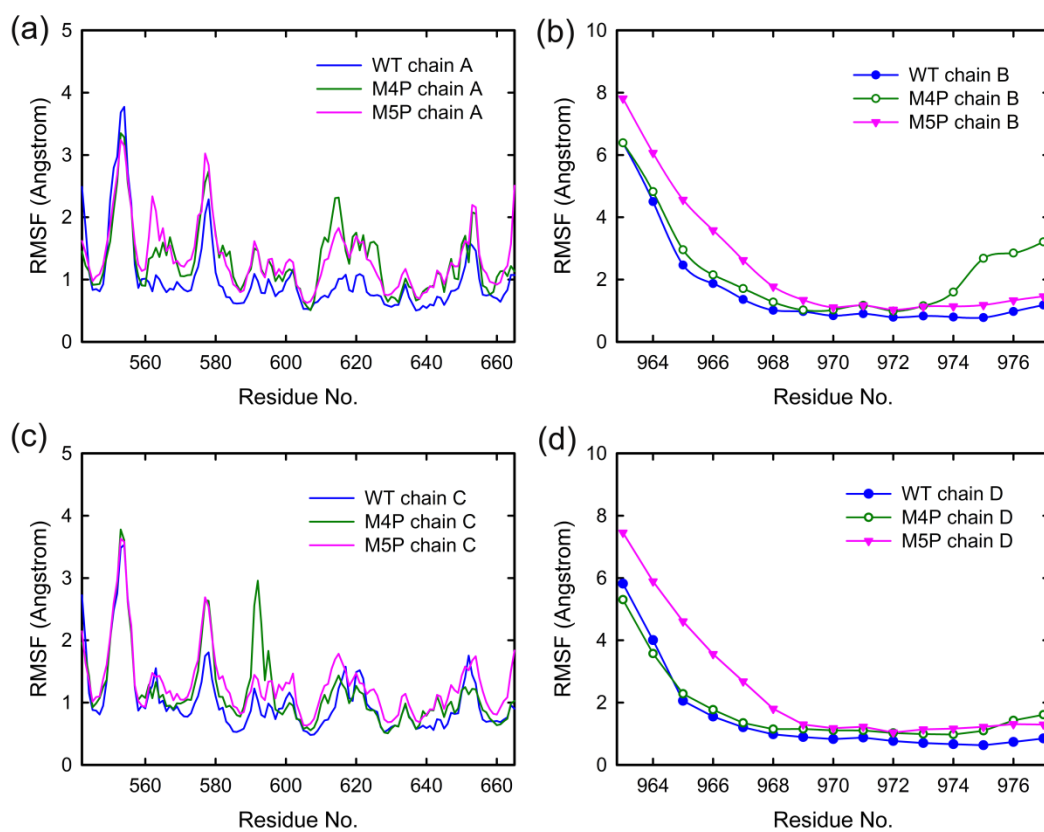 (a)
RMSF (Angstrom)
5
4
3
2
1
0
WT chain A
M4P chain A
M5P chain A
560 580 600 620 640 660
Residue No.
(b)
RMSF (Angstrom)
10
8
6
4
2
0
WT chain B
M4P chain B
M5P chain B
964 966 968 970 972 974 976
Residue No.
(c)
RMSF (Angstrom)
5
4
3
2
1
0
WT chain C
M4P chain C
M5P chain C
560 580 600 620 640 660
Residue No.
(d)
RMSF (Angstrom)
10
8
6
4
2
0
WT chain D
M4P chain D
M5P chain D
964 966 968 970 972 974 976
Residue No.